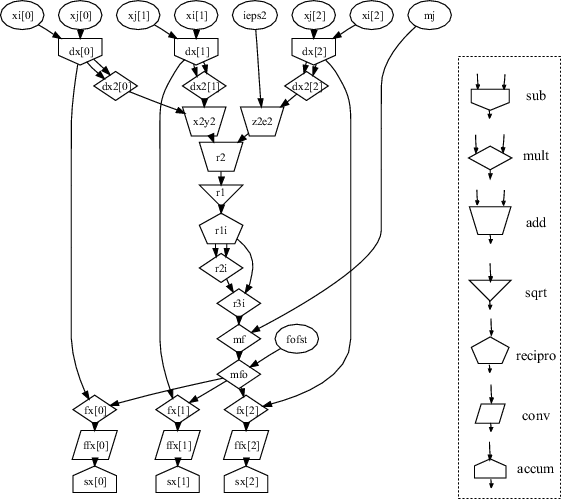 xi[0] xj[0] xj[1] xi[1] ieps2 xj[2] xi[2] mj
dx[0] dx[1] dx[2]
dx2[0] dx2[1] dx2[2]
x2y2 z2e2
r2
r1
r1i
r2i
r3i
mf fofst
mfo
fx[0] fx[1] fx[2]
ffx[0] ffx[1] ffx[2]
sx[0] sx[1] sx[2]
sub
mult
add
sqrt
recipro
conv
accum